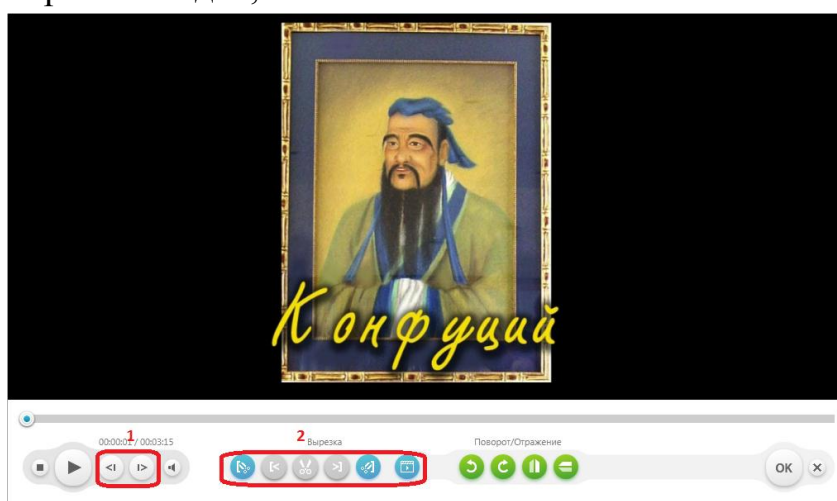 Конфуций
1
2
00:00:01 / 00:03:15
Вырезка
Поворот/Отражение
OK